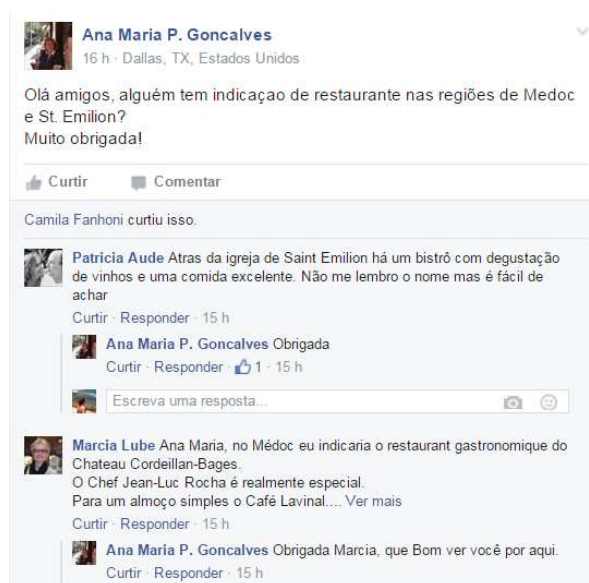 Ana Maria P. Goncalves
16 h · Dallas, TX, Estados Unidos
Olá amigos, alguém tem indicaçao de restaurante nas regiões de Medoc
e St. Emilion?
Muito obrigada!
Curtir Comentar
Camila Fanhoni curtiu isso.
Patricia Aude Atras da igreja de Saint Emilion há um bistrô com degustação
de vinhos e uma comida excelente. Não me lembro o nome mas é fácil de
achar
Curtir · Responder · 15 h
Ana Maria P. Goncalves Obrigada
Curtir · Responder · 1 · 15 h
Escreva uma resposta...
Marcia Lube Ana Maria, no Médoc eu indicaria o restaurant gastronomique do
Chateau Cordeillan-Bages.
O Chef Jean-Luc Rocha é realmente especial.
Para um almoço simples o Café Lavinal.... Ver mais
Curtir · Responder · 15 h
Ana Maria P. Goncalves Obrigada Marcia, que Bom ver você por aqui.
Curtir · Responder · 15 h